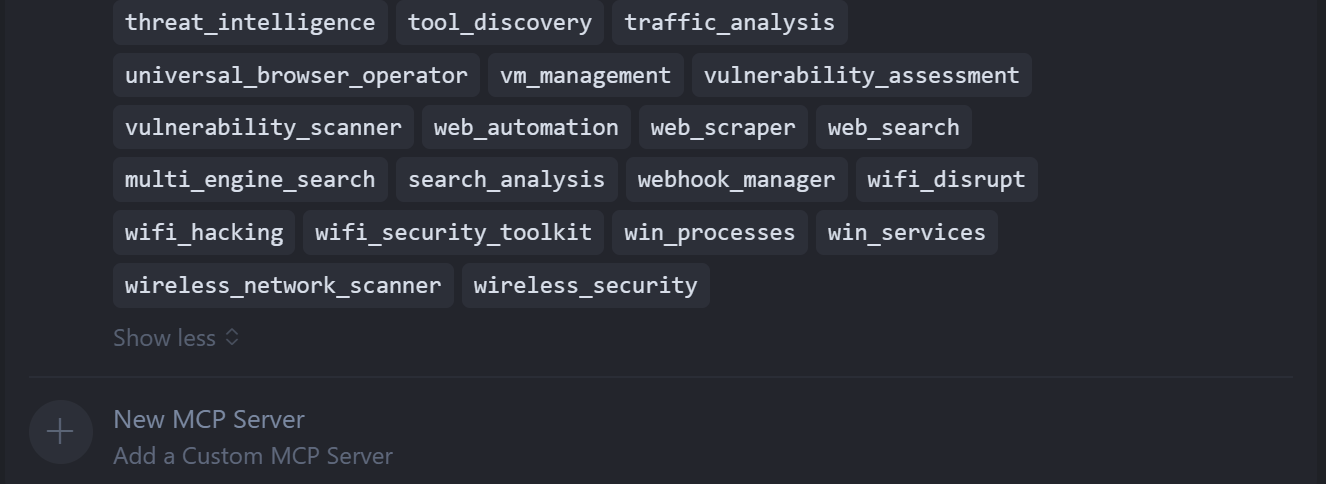 threat_intelligence tool_discovery traffic_analysis
universal_browser_operator vm_management vulnerability_assessment
vulnerability_scanner web_automation web_scraper web_search
multi_engine_search search_analysis webhook_manager wifi_disrupt
wifi_hacking wifi_security_toolkit win_processes win_services
wireless_network_scanner wireless_security
Show less
New MCP Server
Add a Custom MCP Server